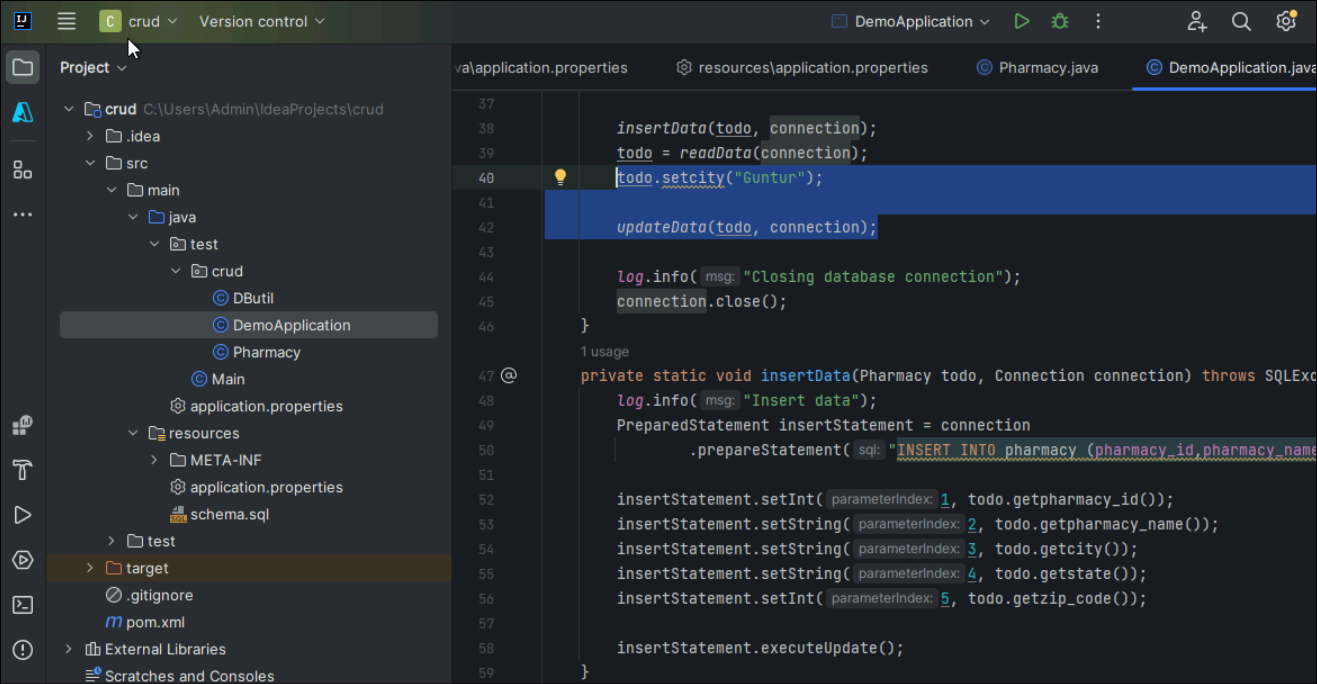 C crud Version control DemoApplication
Project
va\application.properties resources\application.properties Pharmacy.java DemoApplication.java
crud C:\Users\Admin\IdeaProjects\crud
.idea
src
main
java
test
crud
DButil
DemoApplication
Pharmacy
Main
application.properties
resources
META-INF
application.properties
schema.sql
test
target
.gitignore
pom.xml
External Libraries
Scratches and Consoles
37
38 insertData(todo, connection);
39 todo = readData(connection);
40 todo.setcity("Guntur");
41
42 updateData(todo, connection);
43
44 log.info( msg: "Closing database connection");
45 connection.close();
46 }
1 usage
47 @ private static void insertData(Pharmacy todo, Connection connection) throws SQLExc
48 log.info( msg: "Insert data");
49 PreparedStatement insertStatement = connection
50 .prepareStatement( sql: "INSERT INTO pharmacy (pharmacy_id,pharmacy_name
51
52 insertStatement.setInt( parameterIndex: 1, todo.getpharmacy_id());
53 insertStatement.setString( parameterIndex: 2, todo.getpharmacy_name());
54 insertStatement.setString( parameterIndex: 3, todo.getcity());
55 insertStatement.setString( parameterIndex: 4, todo.getstate());
56 insertStatement.setInt( parameterIndex: 5, todo.getzip_code());
57
58 insertStatement.executeUpdate();
59 }